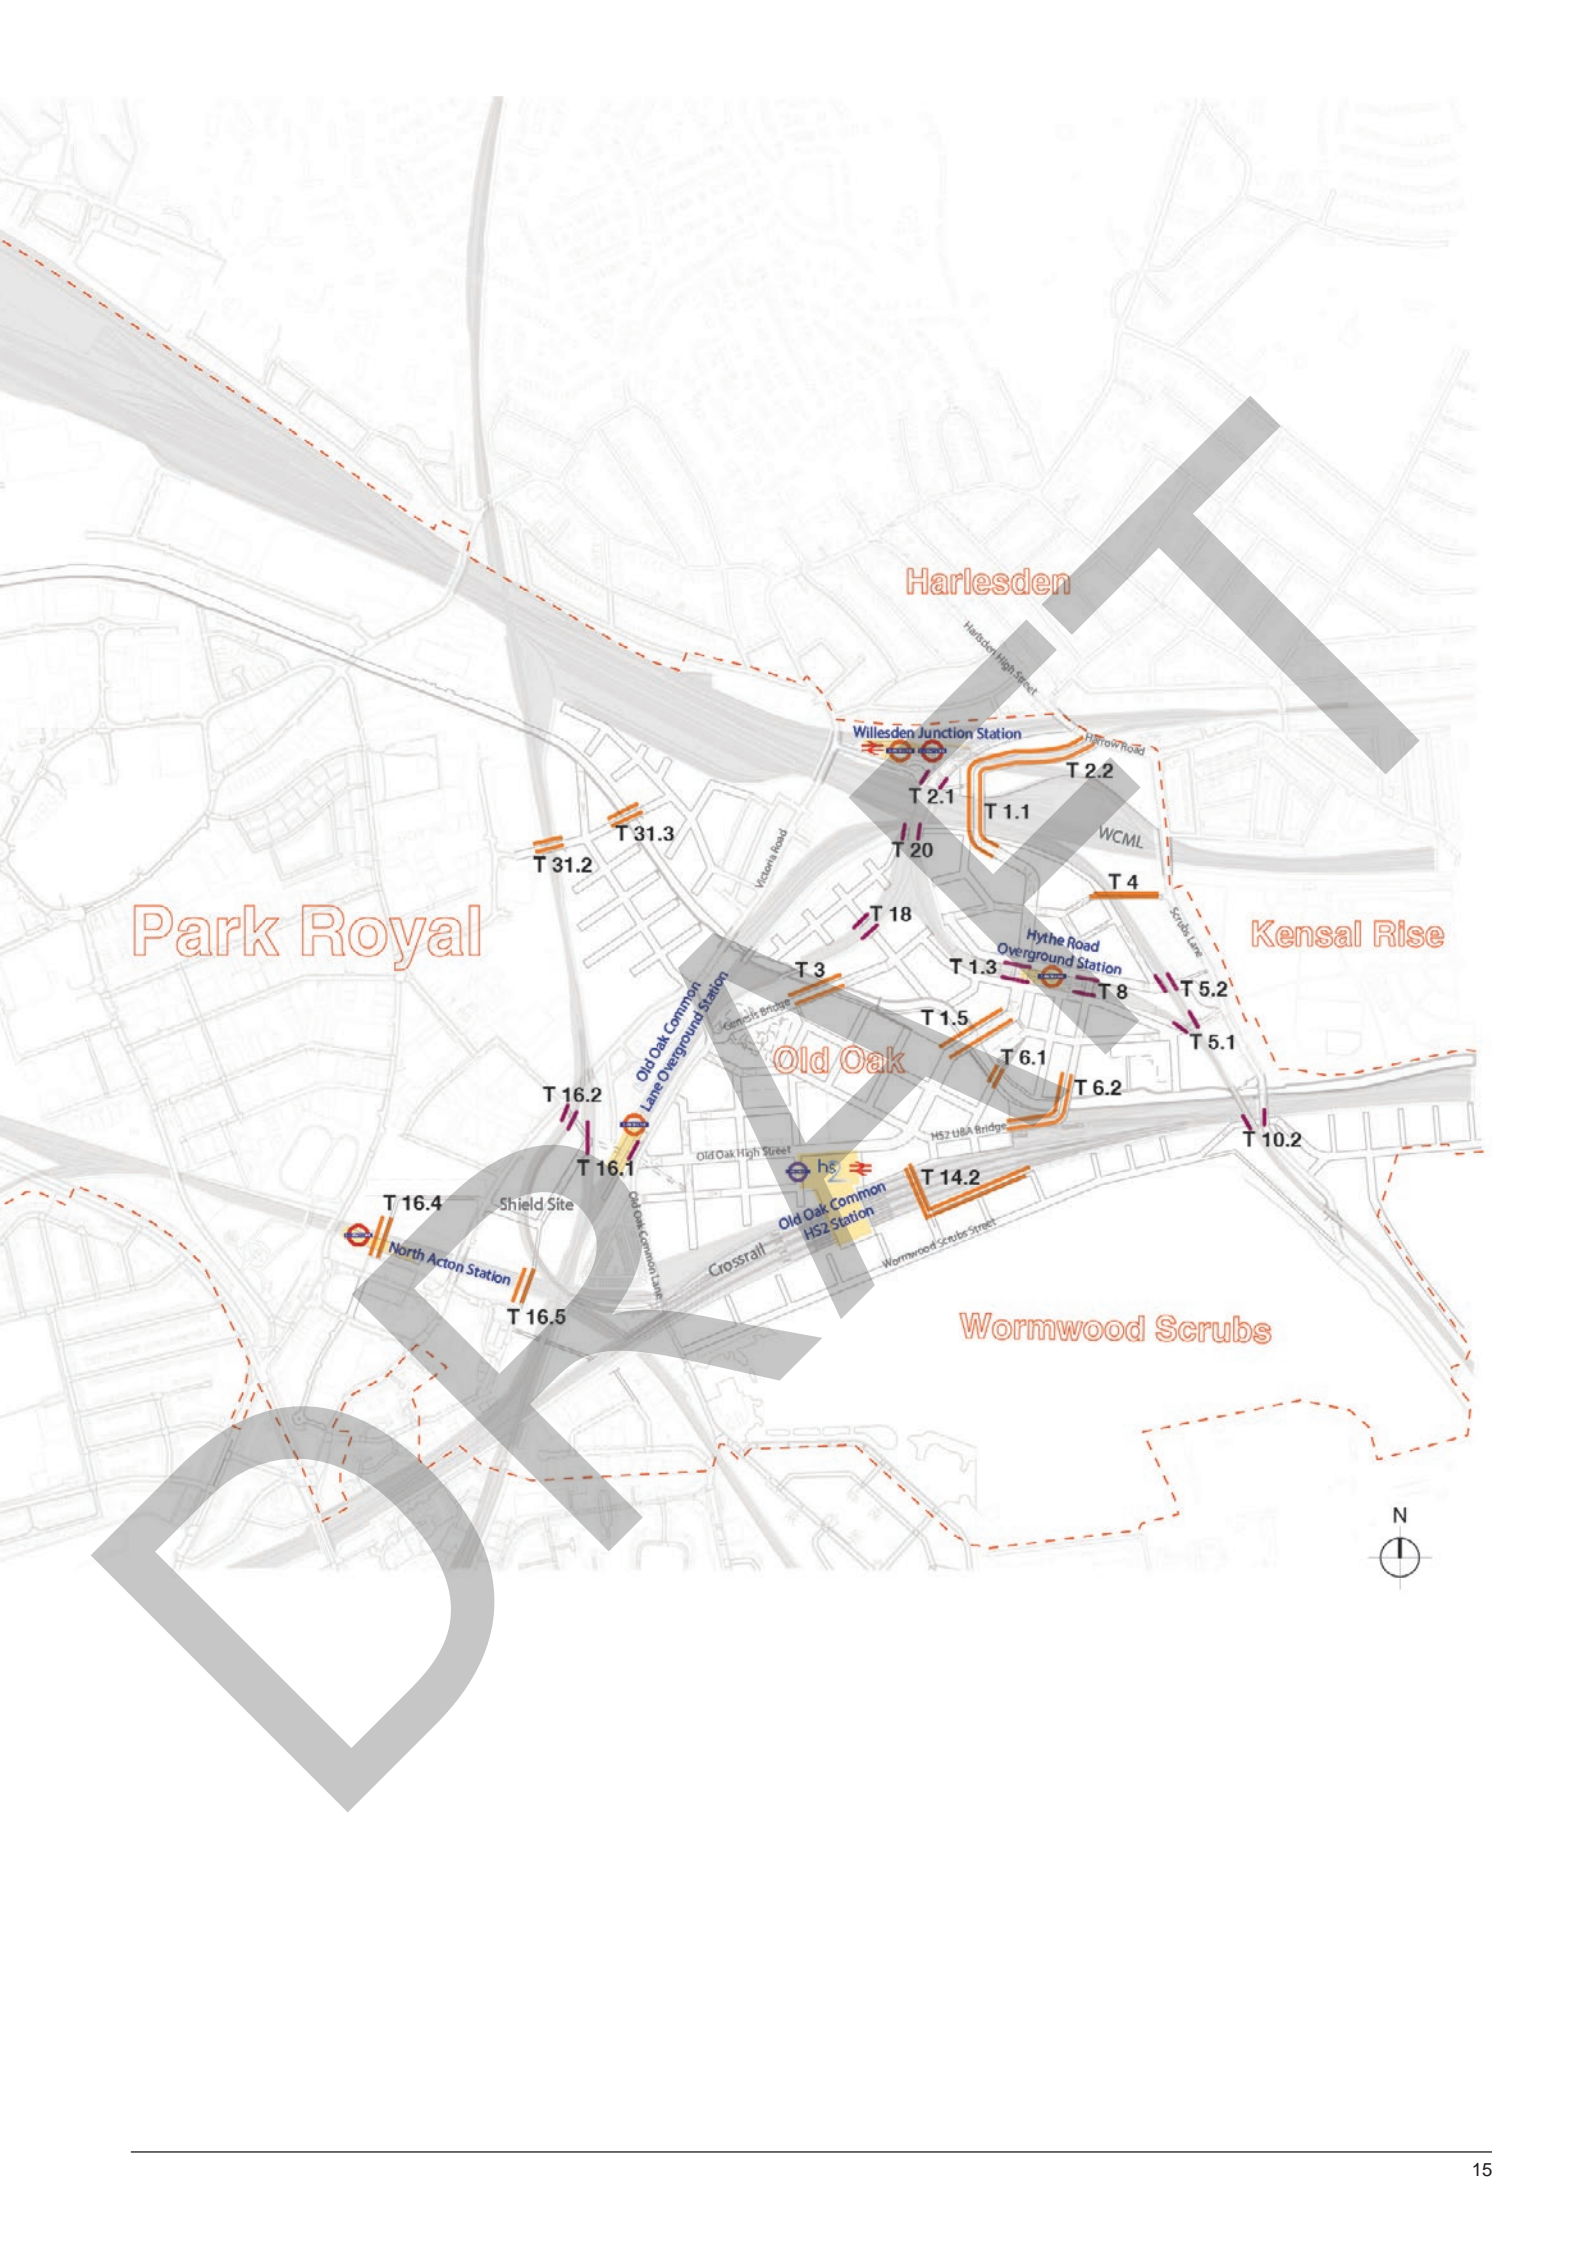 Harlesden
Harlsden High Street
Willesden Junction Station
Harrow Road
T 2.2
T 2.1
T 1.1
T 31.3
T 31.2
T 20
WCML
Victoria Road
T 4
T 18
Scrubs Lane
Park Royal
Kensal Rise
Hythe Road
Overground Station
T 1.3
T 3
T 8
T 5.2
Old Oak Common
Lane Overground Station
Genesis Bridge
T 1.5
T 5.1
Old Oak
T 6.1
T 6.2
T 16.2
HS2 U8A Bridge
T 10.2
Old Oak High Street
T 16.1
hs2
T 14.2
Old Oak Common
HS2 Station
T 16.4
Shield Site
Old Oak Common Lane
Wormwood Scrubs Street
North Acton Station
Crossrail
T 16.5
Wormwood Scrubs
N
DRAFT
15